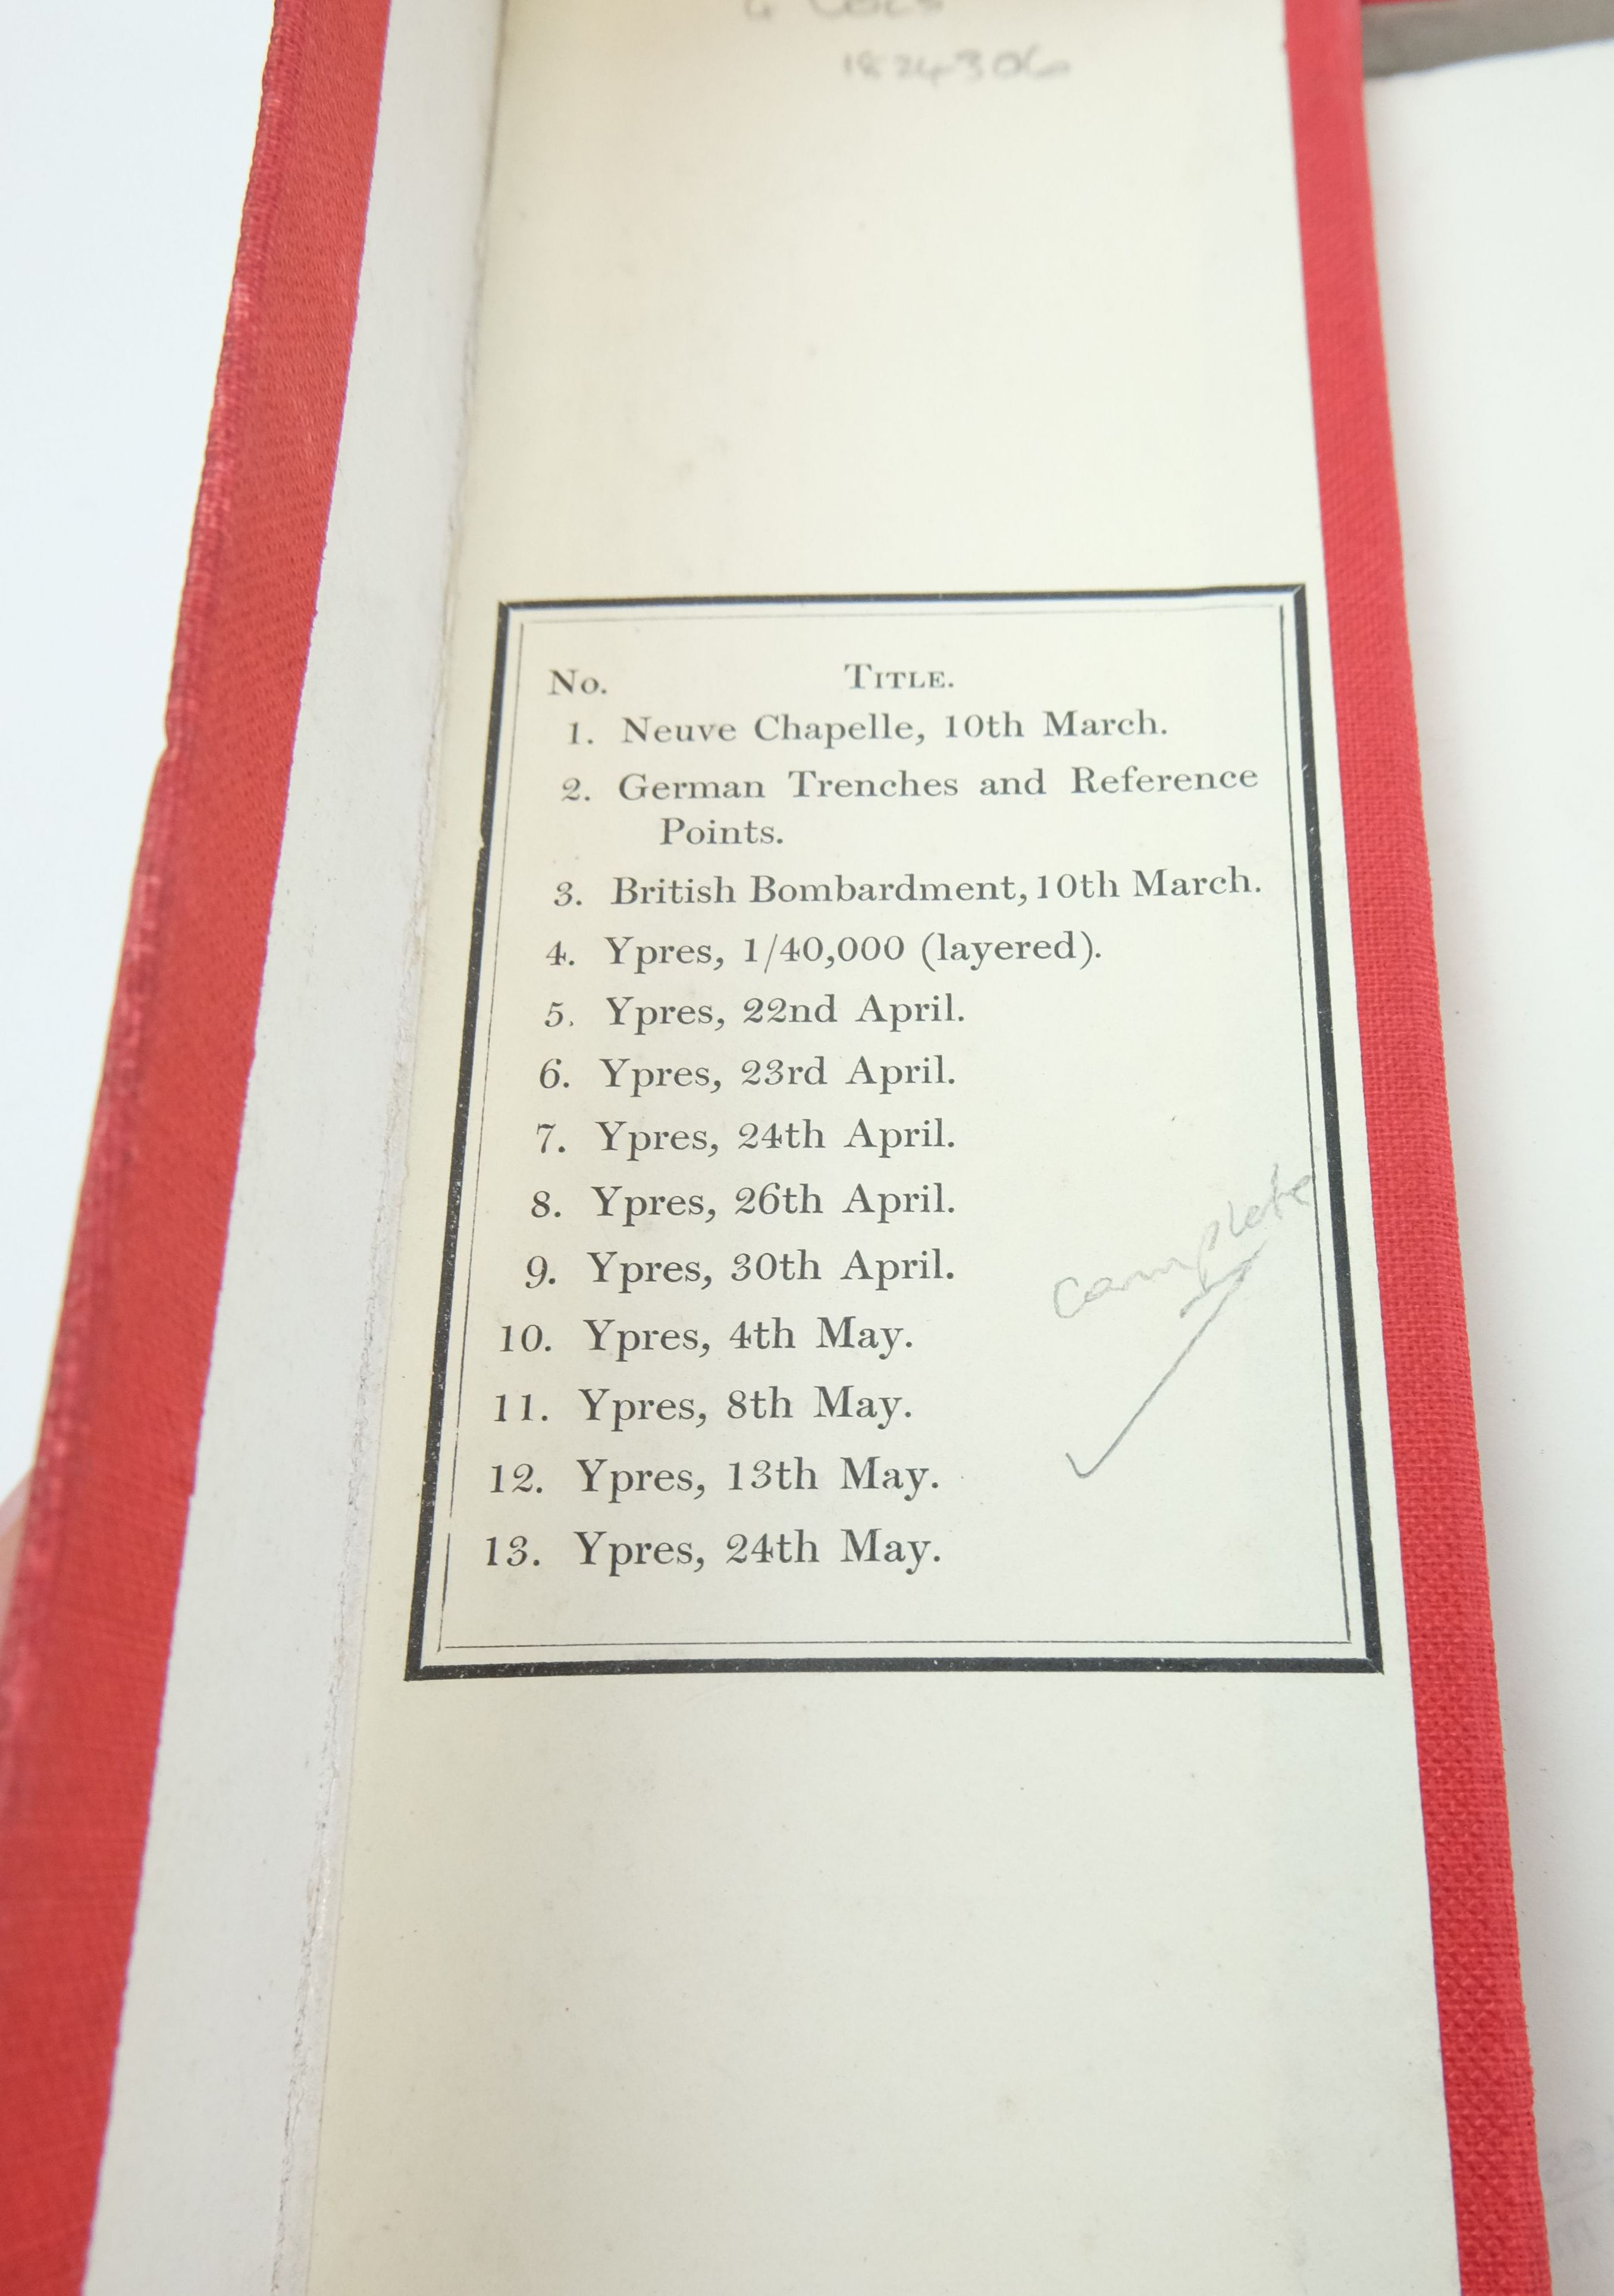 1824306
No. TITLE.
1. Neuve Chapelle, 10th March.
2. German Trenches and Reference
Points.
3. British Bombardment, 10th March.
4. Ypres, 1/40,000 (layered).
5. Ypres, 22nd April.
6. Ypres, 23rd April.
7. Ypres, 24th April.
8. Ypres, 26th April.
9. Ypres, 30th April.
complete
10. Ypres, 4th May.
11. Ypres, 8th May.
12. Ypres, 13th May.
13. Ypres, 24th May.